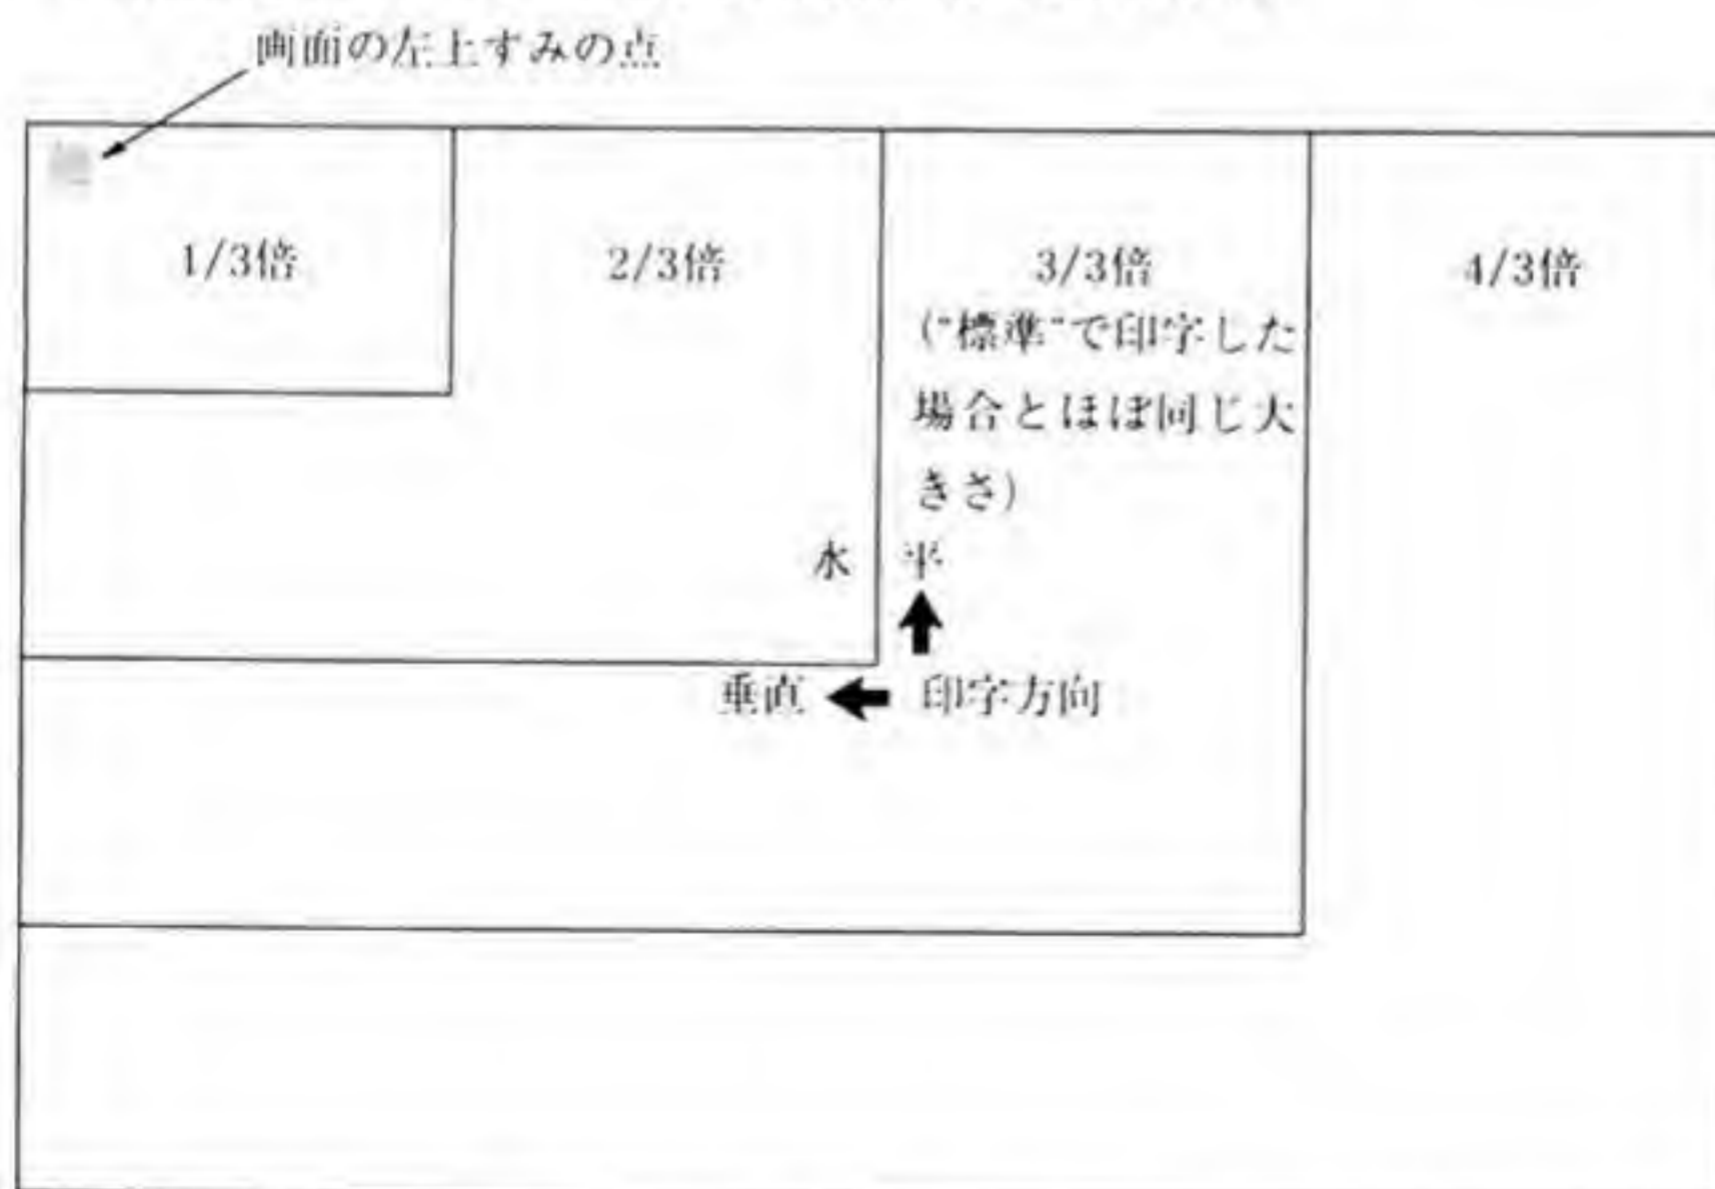 画面の左上すみの点
1/3倍
2/3倍
3/3倍
4/3倍
("標準"で印字した
場合とほぼ同じ大
きさ)
水 平
垂直 印字方向